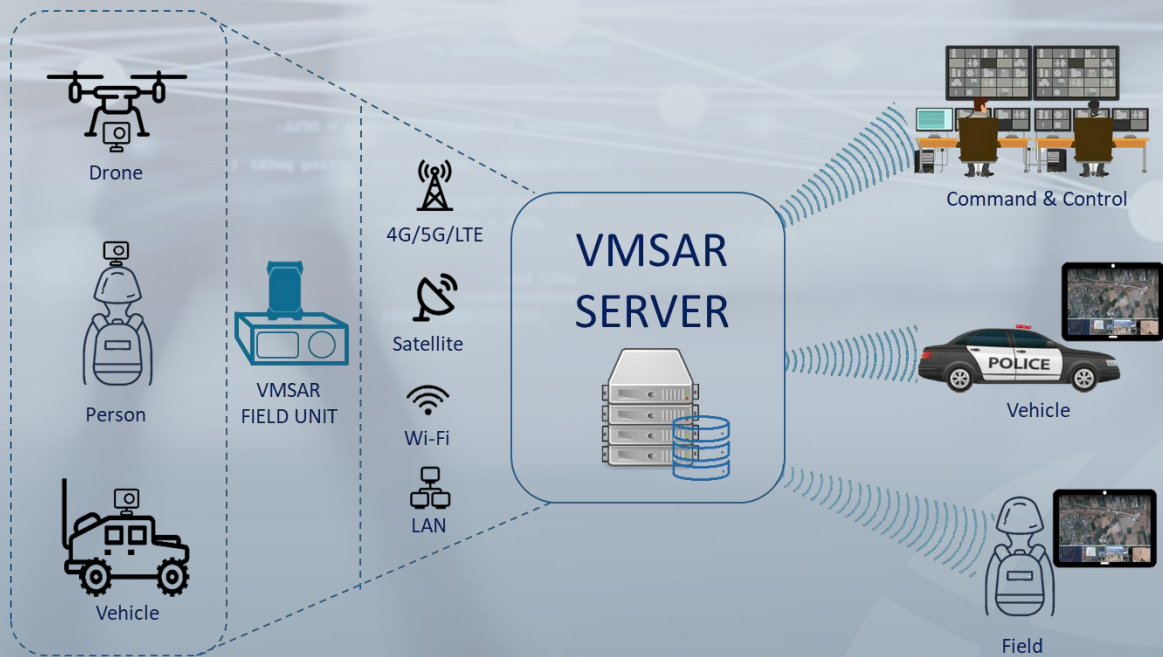 Drone
Person
Vehicle
VMSAR
FIELD UNIT
4G/5G/LTE
Satellite
Wi-Fi
LAN
VMSAR
SERVER
Command & Control
POLICE
Vehicle
Field